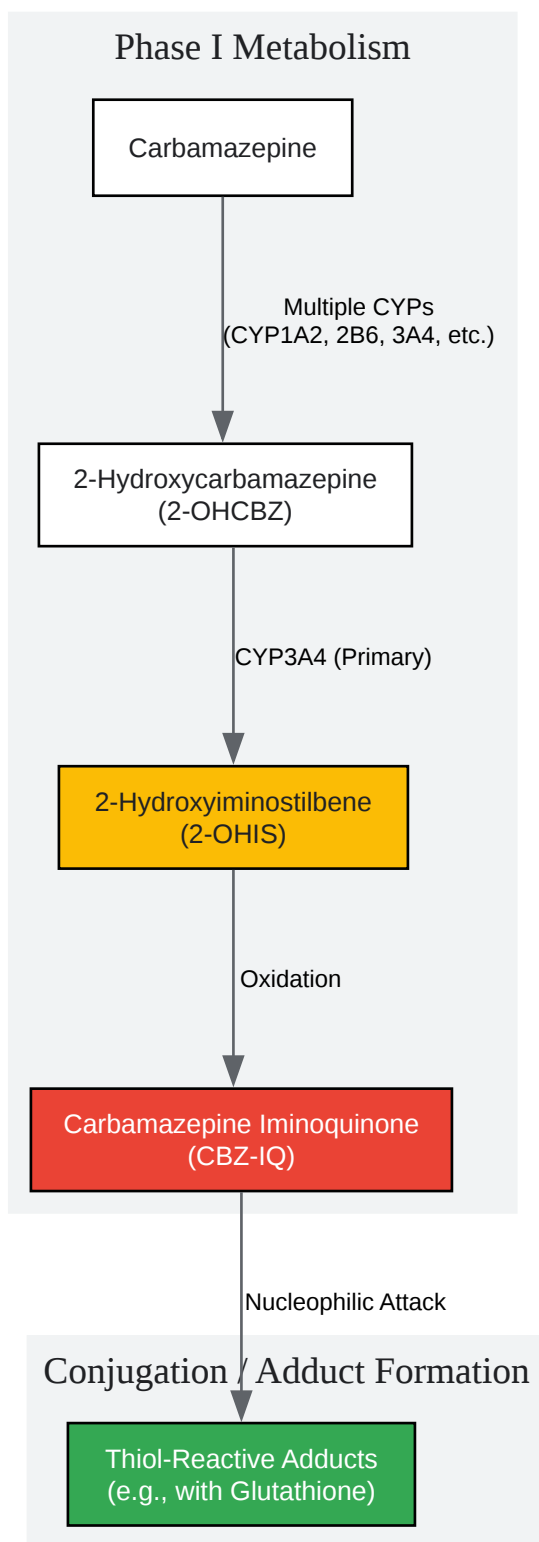 Phase I Metabolism
Carbamazepine
Multiple CYPs
(CYP1A2, 2B6, 3A4, etc.)
2-Hydroxycarbamazepine
(2-OHCBZ)
CYP3A4 (Primary)
2-Hydroxyiminostilbene
(2-OHIS)
Oxidation
Carbamazepine Iminoquinone
(CBZ-IQ)
Nucleophilic Attack
Conjugation / Adduct Formation
Thiol-Reactive Adducts
(e.g., with Glutathione)